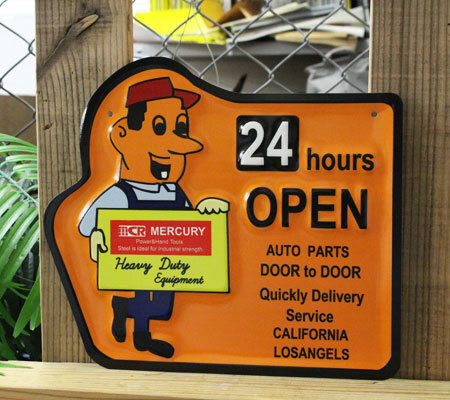 24 hours
OPEN
AUTO PARTS
DOOR to DOOR
Quickly Delivery
Service
CALIFORNIA
LOSANGELS
MCR MERCURY
Power&Hand Tools
Steel is ideal for Industrial strength.
Heavy Duty
Equipment